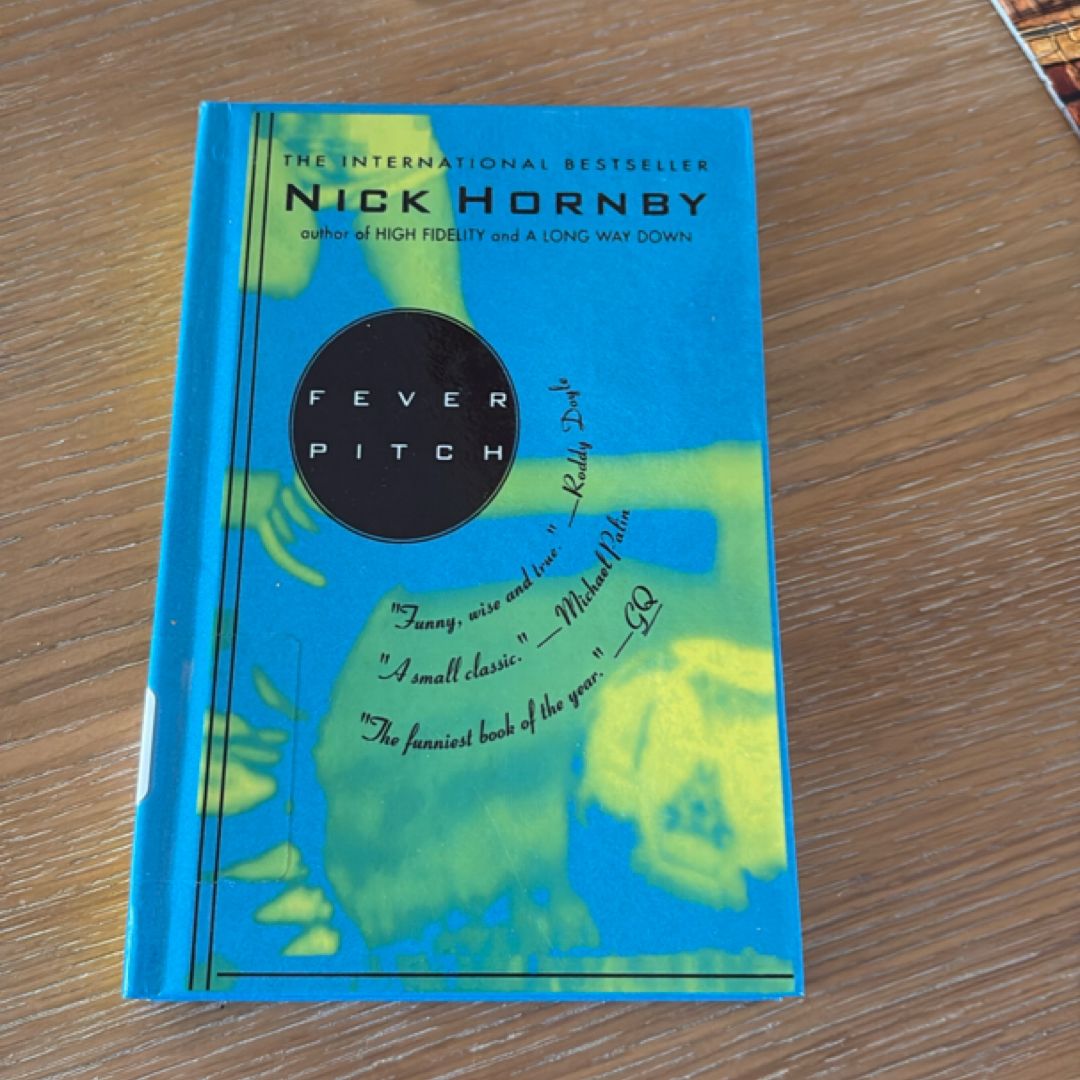 THE INTERNATIONAL BESTSELLER
NICK HORNBY
author of HIGH FIDELITY and A LONG WAY DOWN
FEVER
PITCH
"Funny, wise and true." —Roddy Doyle
"A small classic." —Michael Palin
"The funniest book of the year." —GQ